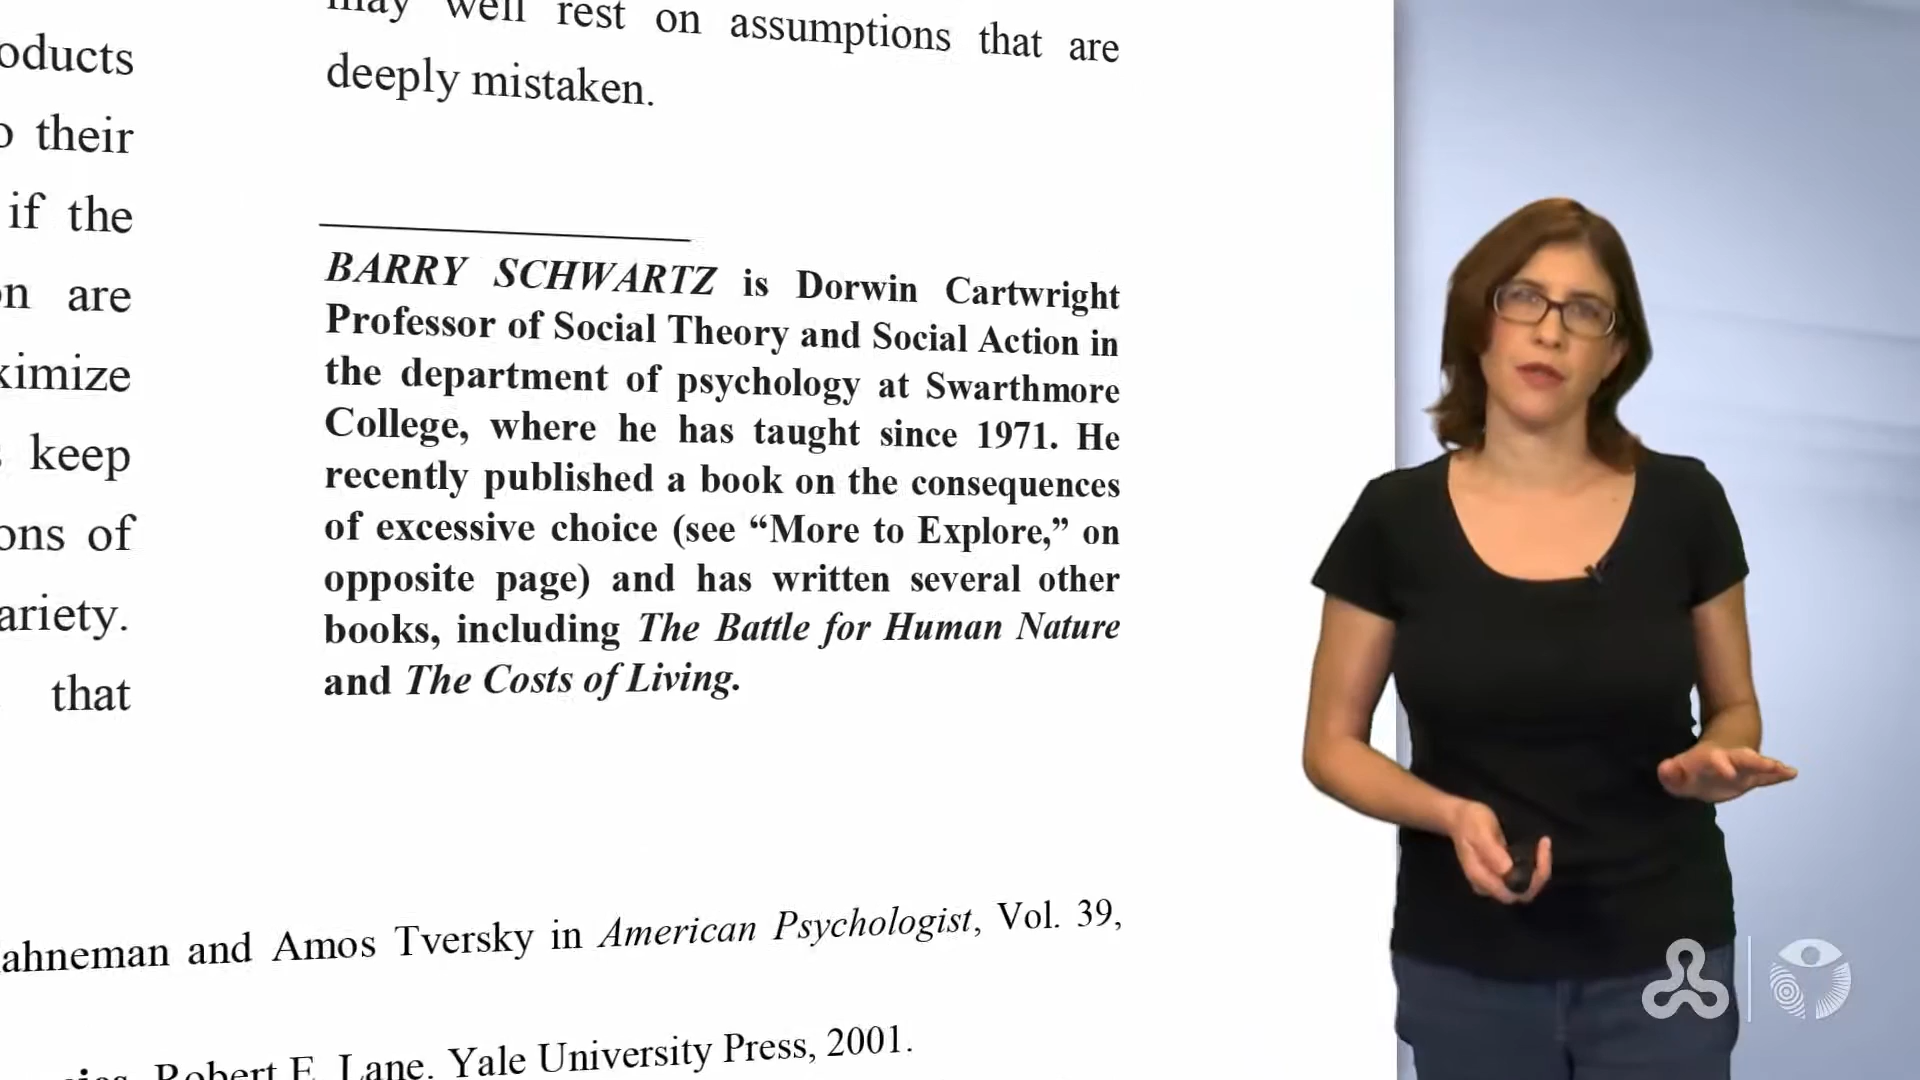 oducts
o their
if the
on are
ximize
keep
ons of
ariety.
that
may well rest on assumptions that are
deeply mistaken.
BARRY SCHWARTZ is Dorwin Cartwright
Professor of Social Theory and Social Action in
the department of psychology at Swarthmore
College, where he has taught since 1971. He
recently published a book on the consequences
of excessive choice (see “More to Explore,” on
opposite page) and has written several other
books, including The Battle for Human Nature
and The Costs of Living.
ahneman and Amos Tversky in American Psychologist, Vol. 39,
Robert E. Lane. Yale University Press, 2001.